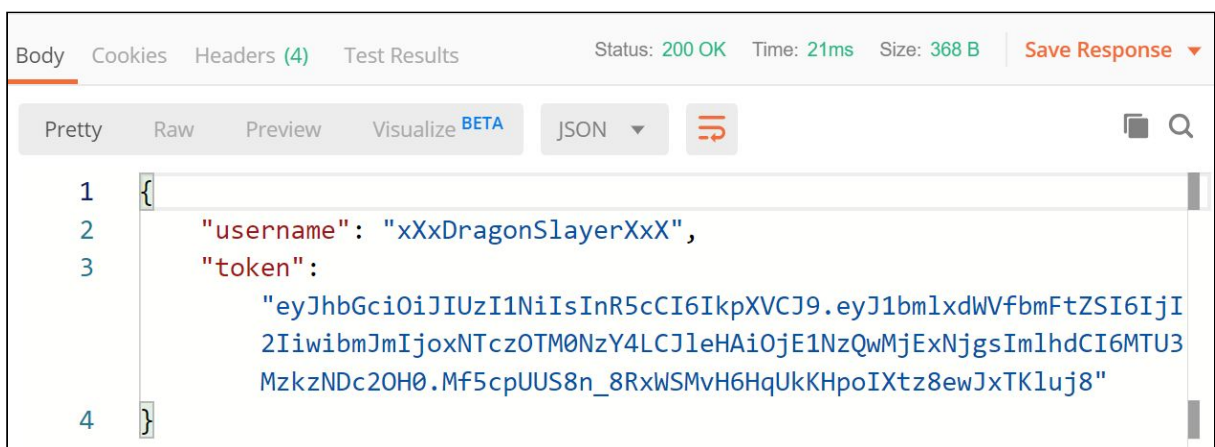 Body Cookies Headers (4) Test Results Status: 200 OK Time: 21ms Size: 368 B Save Response
Pretty Raw Preview Visualize BETA JSON
1 {
2 "username": "xXxDragonSlayerXxX",
3 "token":
"eyJhbGciOiJIUzI1NiIsInR5cCI6IkpXVCJ9.eyJ1bmlxdWVfbmFtZSI6IjI
2IiwibmJmIjoxNTczOTM0NzY4LCJleHAiOjE1NzQwMjExNjgsImlhdCI6MTU3
MzkzNDc2OH0.Mf5cpUUS8n_8RxWSMvH6HqUkKHpoIXtz8ewJxTKluj8"
4 }